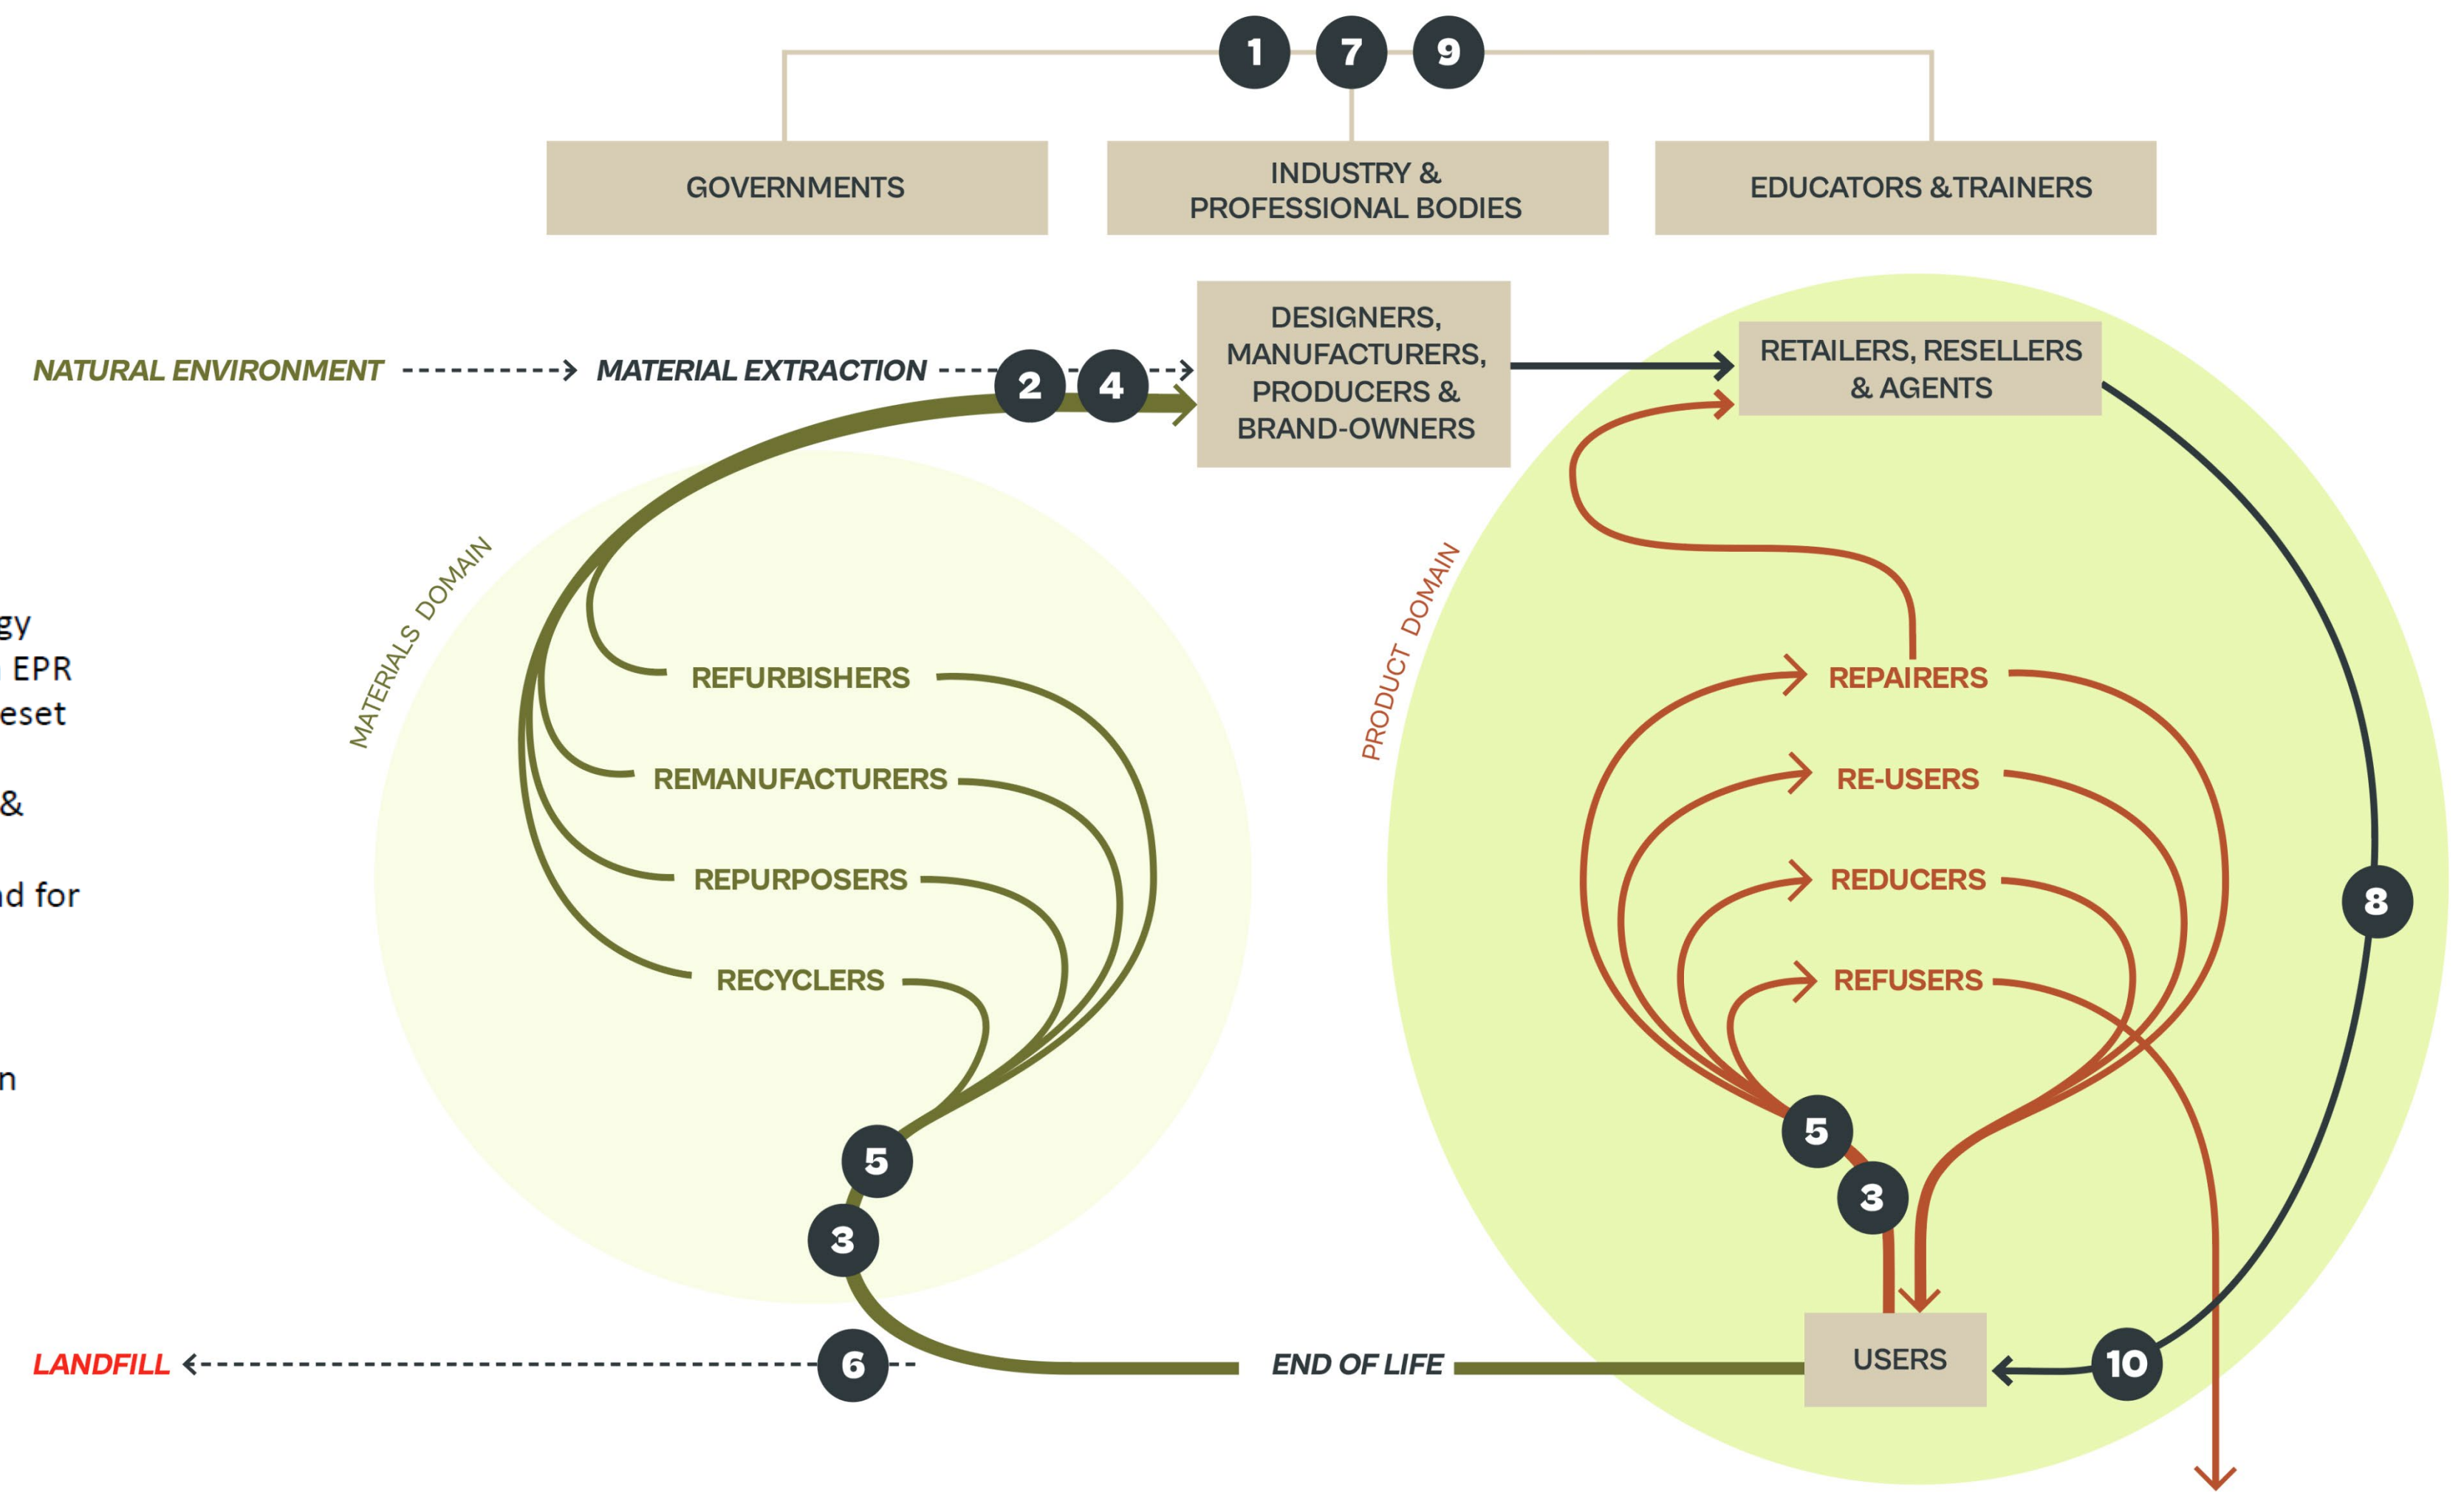 1 7 9
GOVERNMENTS
INDUSTRY &
PROFESSIONAL BODIES
EDUCATORS & TRAINERS
NATURAL ENVIRONMENT
MATERIAL EXTRACTION
2 4
DESIGNERS,
MANUFACTURERS,
PRODUCERS &
BRAND-OWNERS
RETAILERS, RESELLERS
& AGENTS
gy
EPR
eset
&
d for
n
MATERIALS DOMAIN
REFURBISHERS
REMANUFACTURERS
REPURPOSERS
RECYCLERS
5
3
PRODUCT DOMAIN
REPAIRERS
RE-USERS
REDUCERS
REFUSERS
5
3
8
LANDFILL
6
END OF LIFE
USERS
10